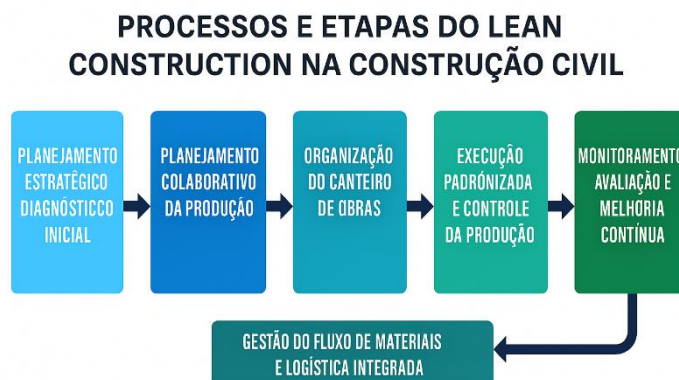 PROCESSOS E ETAPAS DO LEAN
CONSTRUCTION NA CONSTRUÇÃO CIVIL
PLANEJAMENTO
ESTRATÉGICO
DIAGNÓSTICCO
INICIAL
PLANEJAMENTO
COLABORATIVO
DA PRODUÇÃO
ORGANIZAÇÃO
DO CANTEIRO
DE OBRAS
EXECUÇÃO
PADRÓNIZADA
E CONTROLE
DA PRODUÇÃO
MONITORAMENTO
AVALIAÇÃO E
MELHORIA
CONTÍNUA
GESTÃO DO FLUXO DE MATERIAIS
E LOGÍSTICA INTEGRADA